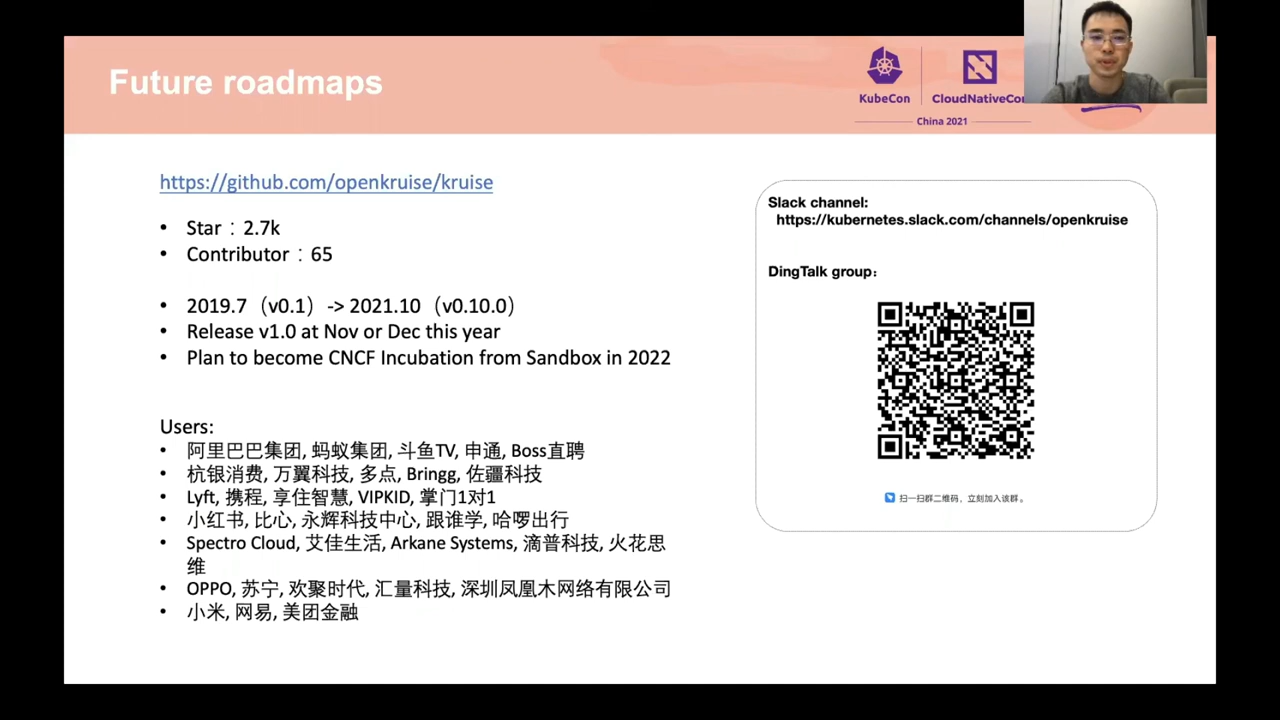 Future roadmaps
KubeCon
CloudNativeCon
China 2021
https://github.com/openkruise/kruise
• Star：2.7k
• Contributor：65
• 2019.7（v0.1）-> 2021.10（v0.10.0）
• Release v1.0 at Nov or Dec this year
• Plan to become CNCF Incubation from Sandbox in 2022
Users:
• 阿里巴巴集团, 蚂蚁集团, 斗鱼TV, 申通, Boss直聘
• 杭银消费, 万翼科技, 多点, Bringg, 佐疆科技
• Lyft, 携程, 享住智慧, VIPKID, 掌门1对1
• 小红书, 比心, 永辉科技中心, 跟谁学, 哈啰出行
• Spectro Cloud, 艾佳生活, Arkane Systems, 滴普科技, 火花思
维
• OPPO, 苏宁, 欢聚时代, 汇量科技, 深圳凤凰木网络有限公司
• 小米, 网易, 美团金融
Slack channel:
https://kubernetes.slack.com/channels/openkruise
DingTalk group：
扫一扫群二维码，立刻加入该群。